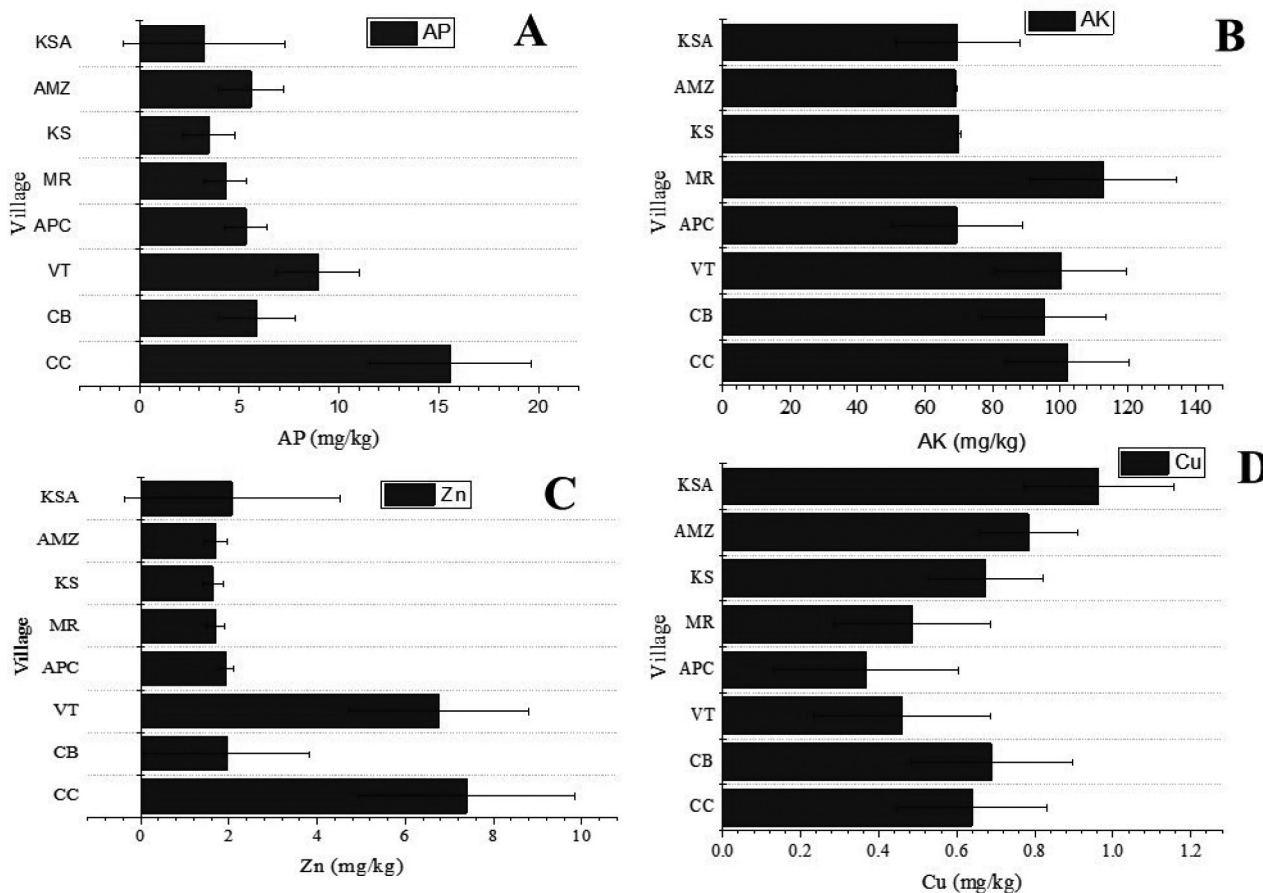 A
AP
KSA
AMZ
KS
MR
APC
VT
CB
CC
Village
0 5 10 15 20
AP (mg/kg)
B
AK
KSA
AMZ
KS
MR
APC
VT
CB
CC
Village
0 20 40 60 80 100 120 140
AK (mg/kg)
C
Zn
KSA
AMZ
KS
MR
APC
VT
CB
CC
Village
0 2 4 6 8 10
Zn (mg/kg)
D
Cu
KSA
AMZ
KS
MR
APC
VT
CB
CC
Village
0.0 0.2 0.4 0.6 0.8 1.0 1.2
Cu (mg/kg)